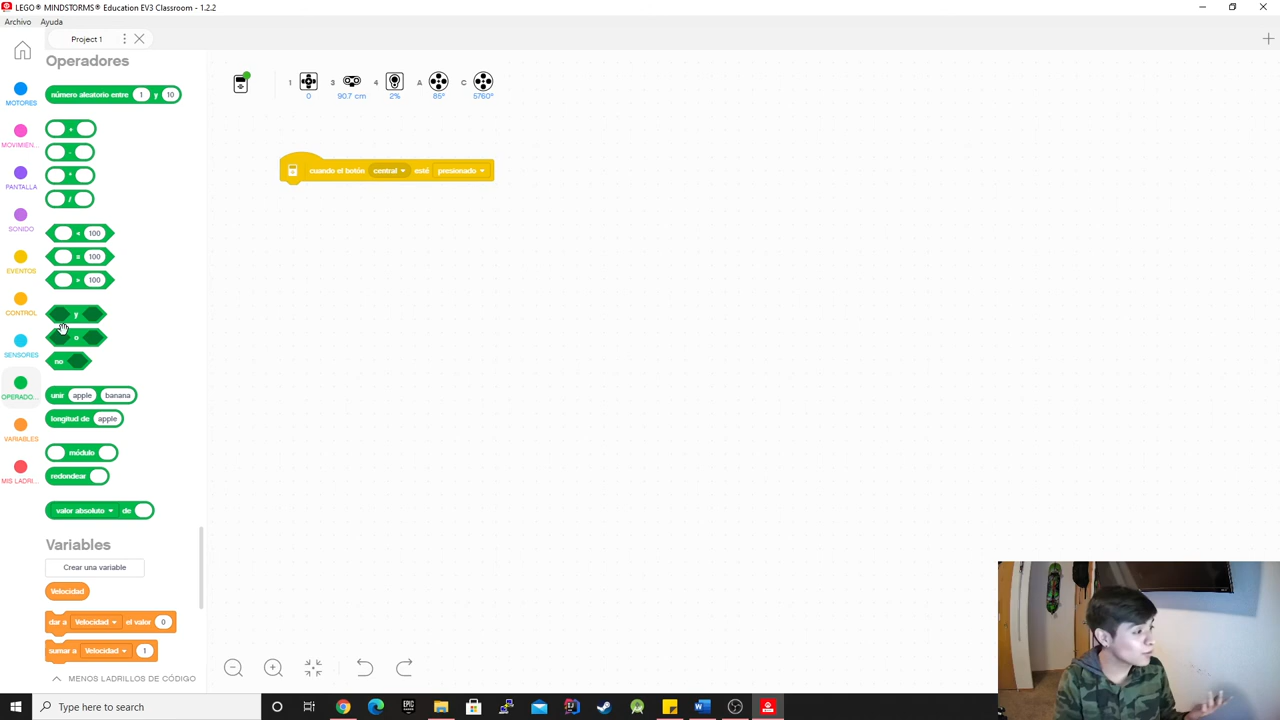 LEGO® MINDSTORMS® Education EV3 Classroom - 1.2.2
Archivo Ayuda
Project 1
Operadores
número aleatorio entre 1 y 10
+
-
*
/
< 100
= 100
> 100
y
o
no
unir apple banana
longitud de apple
módulo
redondear
valor absoluto de
Variables
Crear una variable
Velocidad
dar a Velocidad el valor 0
sumar a Velocidad 1
MENOS LADRILLOS DE CÓDIGO
MOTORES
MOVIMIEN...
PANTALLA
SONIDO
EVENTOS
CONTROL
SENSORES
OPERADO...
VARIABLES
MIS LADRI...
1 3 4 A C
0 90.7 cm 2% 85° 5760°
cuando el botón central esté presionado
Type here to search